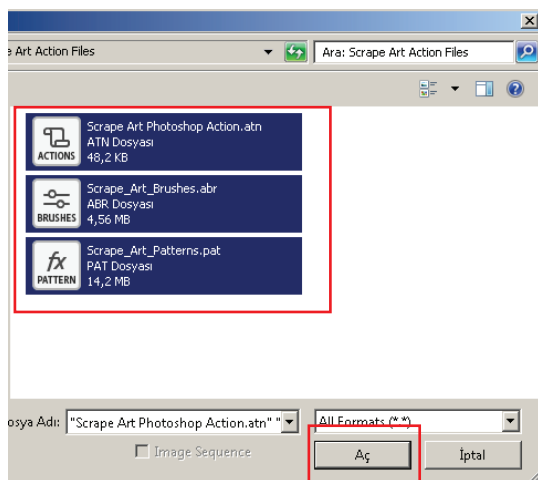 e Art Action Files
Ara: Scrape Art Action Files
Scrape Art Photoshop Action.atn
ATN Dosyası
48,2 KB
ACTIONS
Scrape_Art_Brushes.abr
ABR Dosyası
4,56 MB
BRUSHES
Scrape_Art_Patterns.pat
PAT Dosyası
14,2 MB
fx
PATTERN
osya Adı: "Scrape Art Photoshop Action.atn" "
All Formats (*.*)
Image Sequence
Aç
İptal